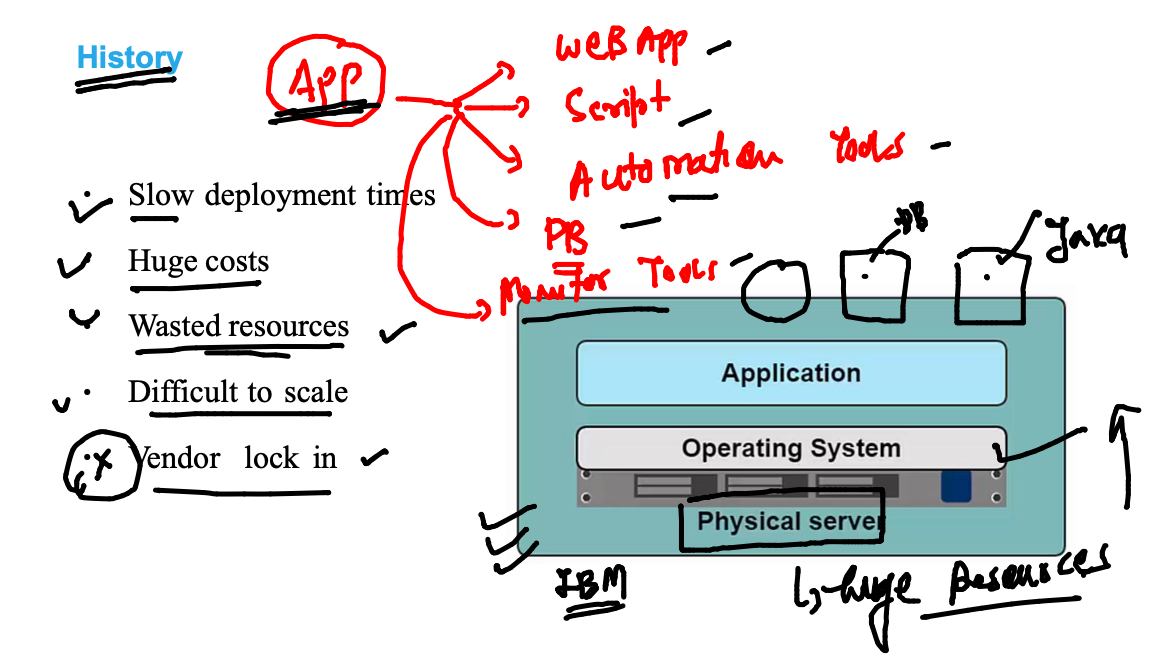 History
App
WEB App
Script
Automation Tools
DB
Monitor Tools
Slow deployment times
Huge costs
Wasted resources
Difficult to scale
Vendor lock in
DB
Java
Application
Operating System
Physical server
IBM
huge Resources